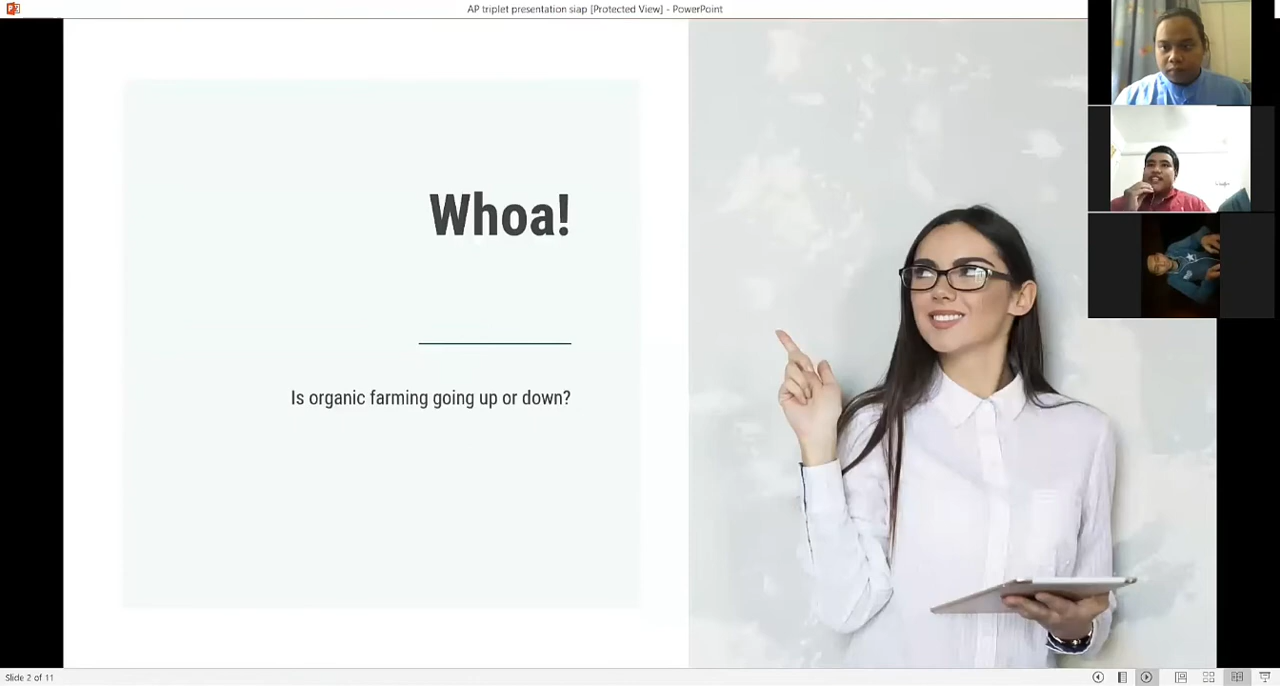 AP triplet presentation siap [Protected View] - PowerPoint
Whoa!
Is organic farming going up or down?
Slide 2 of 11